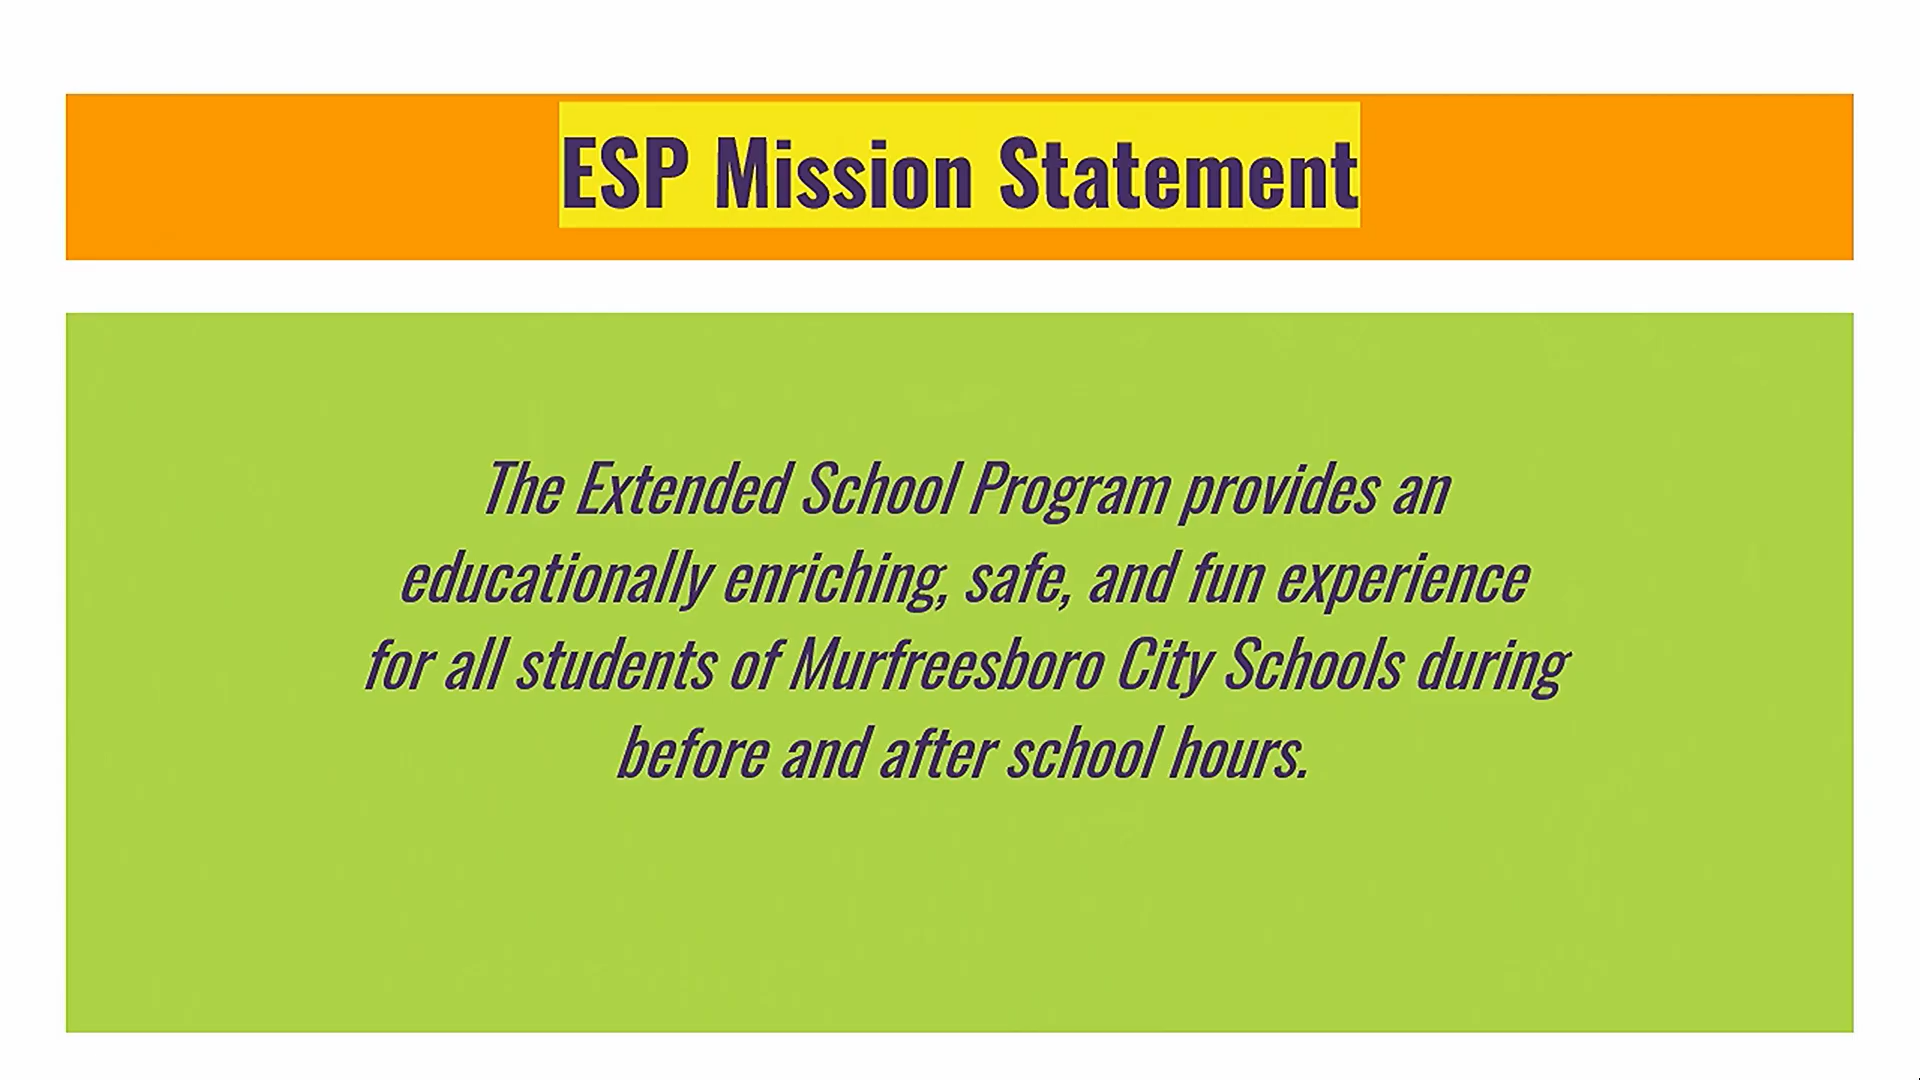 ESP Mission Statement
The Extended School Program provides an
educationally enriching, safe, and fun experience
for all students of Murfreesboro City Schools during
before and after school hours.